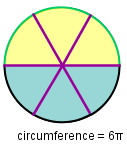 circumference = 6π